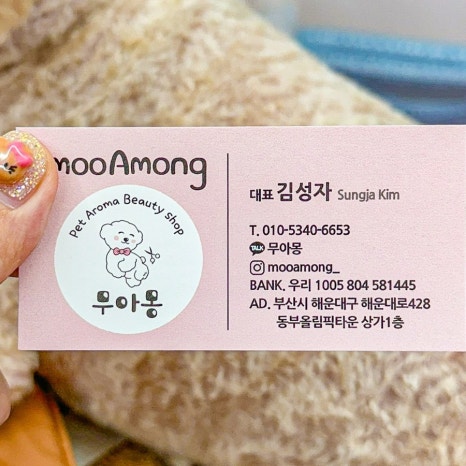 mooAmong
Pet Aroma Beauty Shop
무아몽
대표 김성자 Sungja Kim
T. 010-5340-6653
TALK 무아몽
mooamong_
BANK. 우리 1005 804 581445
AD. 부산시 해운대구 해운대로428
동부올림픽타운 상가1층